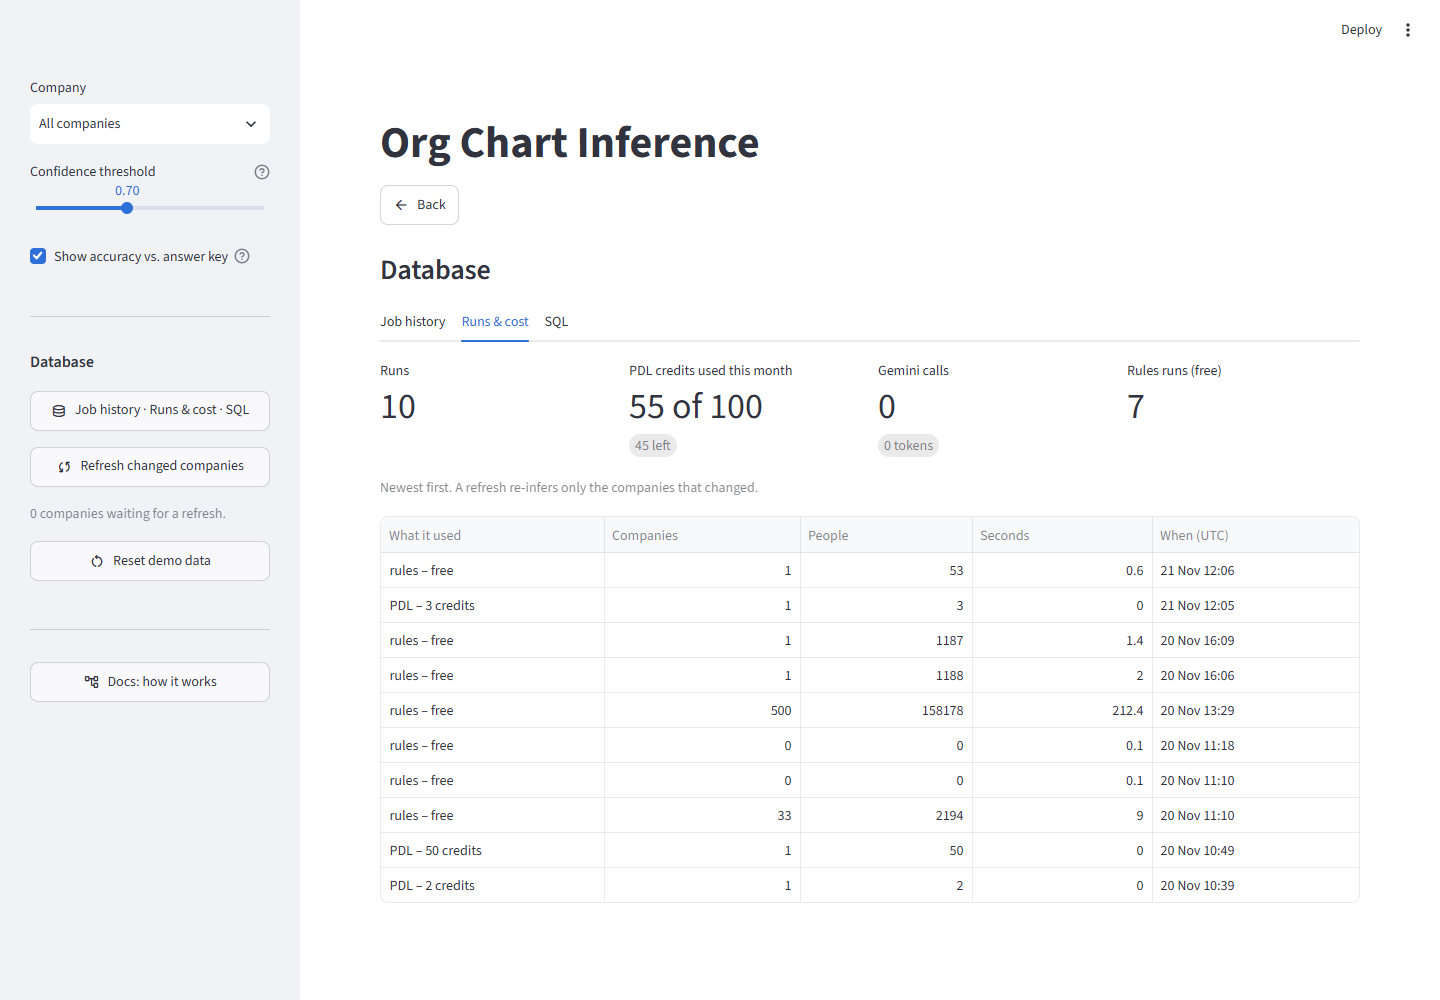 Deploy
Company
All companies
Confidence threshold
0.70
Show accuracy vs. answer key
Database
Job history · Runs & cost · SQL
Refresh changed companies
0 companies waiting for a refresh.
Reset demo data
Docs: how it works
Org Chart Inference
Back
Database
Job history Runs & cost SQL
Runs PDL credits used this month Gemini calls Rules runs (free)
10 55 of 100 0 7
45 left 0 tokens
Newest first. A refresh re-infers only the companies that changed.
What it used Companies People Seconds When (UTC)
rules – free 1 53 0.6 21 Nov 12:06
PDL – 3 credits 1 3 0 21 Nov 12:05
rules – free 1 1187 1.4 20 Nov 16:09
rules – free 1 1188 2 20 Nov 16:06
rules – free 500 158178 212.4 20 Nov 13:29
rules – free 0 0 0.1 20 Nov 11:18
rules – free 0 0 0.1 20 Nov 11:10
rules – free 33 2194 9 20 Nov 11:10
PDL – 50 credits 1 50 0 20 Nov 10:49
PDL – 2 credits 1 2 0 20 Nov 10:39